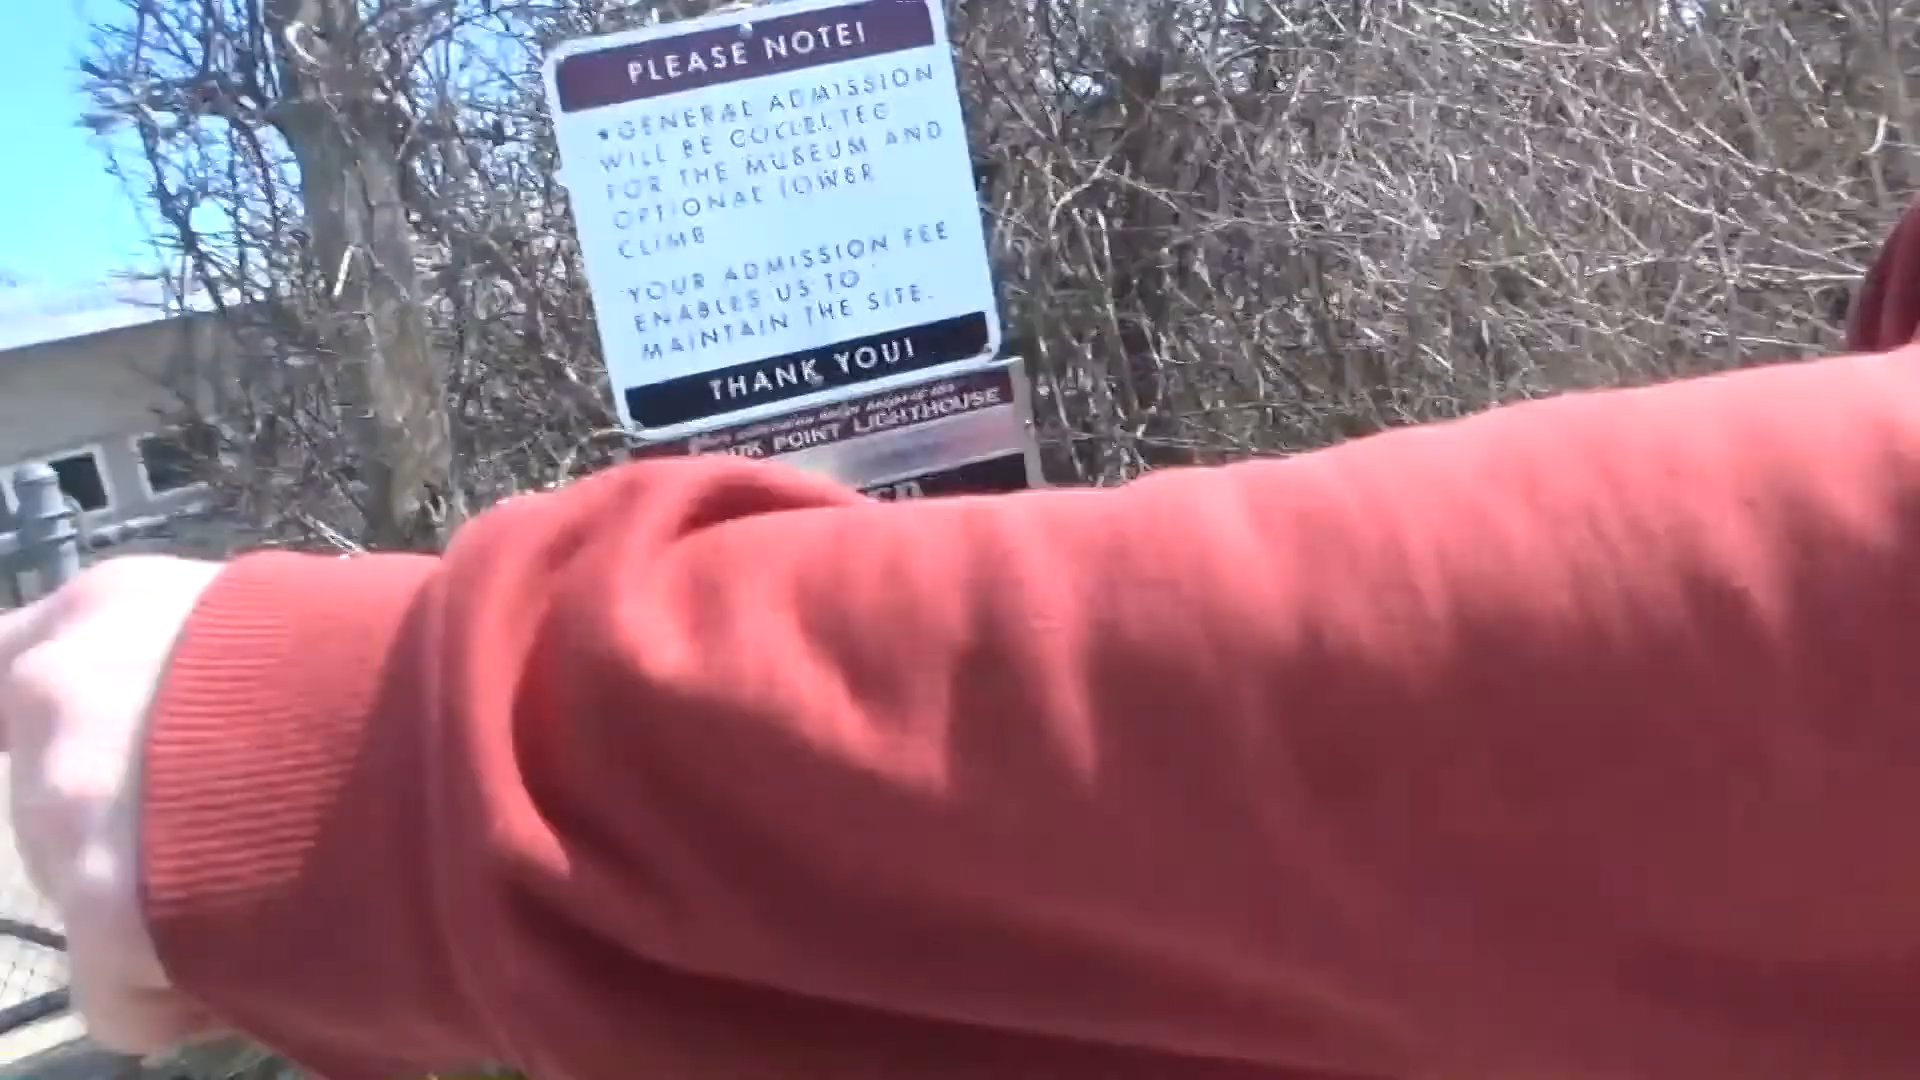 PLEASE NOTE!
GENERAL ADMISSION
WILL BE COLLECTED
FOR THE MUSEUM AND
OPTIONAL TOWER
CLIMB
YOUR ADMISSION FEE
ENABLES US TO
MAINTAIN THE SITE.
THANK YOU!
POINT LIGHTHOUSE